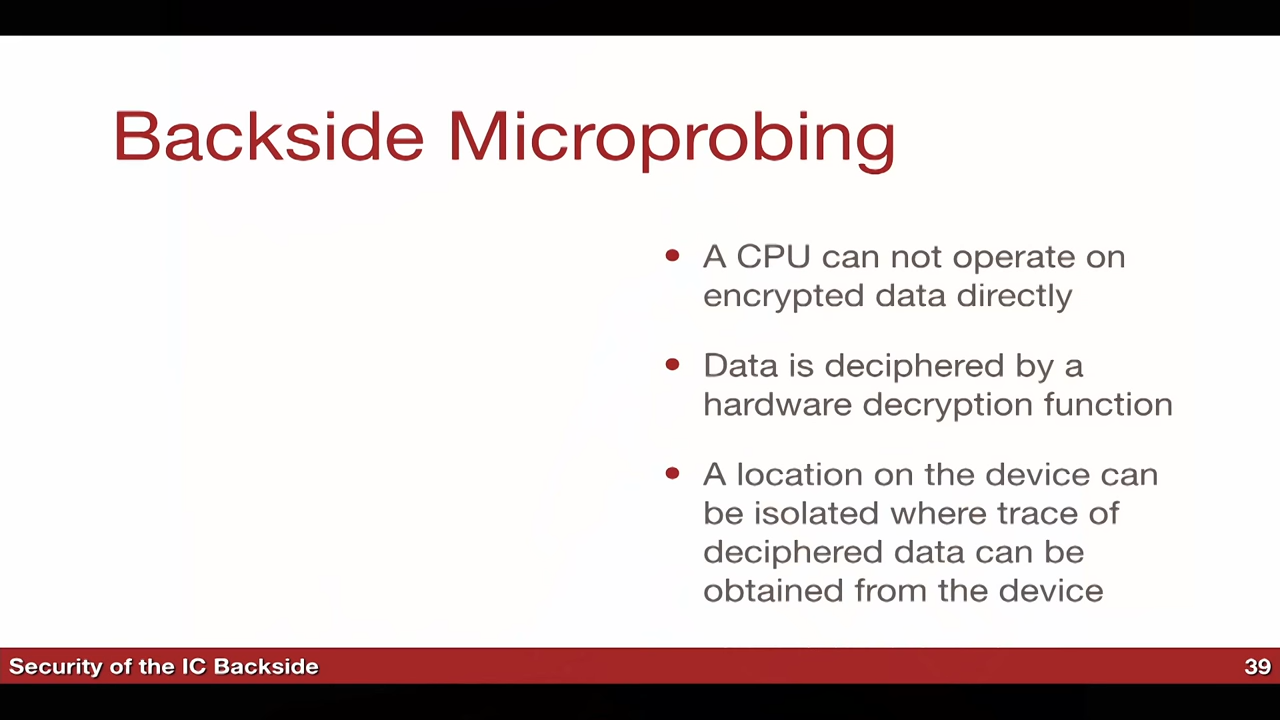 Backside Microprobing
• A CPU can not operate on
encrypted data directly
• Data is deciphered by a
hardware decryption function
• A location on the device can
be isolated where trace of
deciphered data can be
obtained from the device
Security of the IC Backside
39